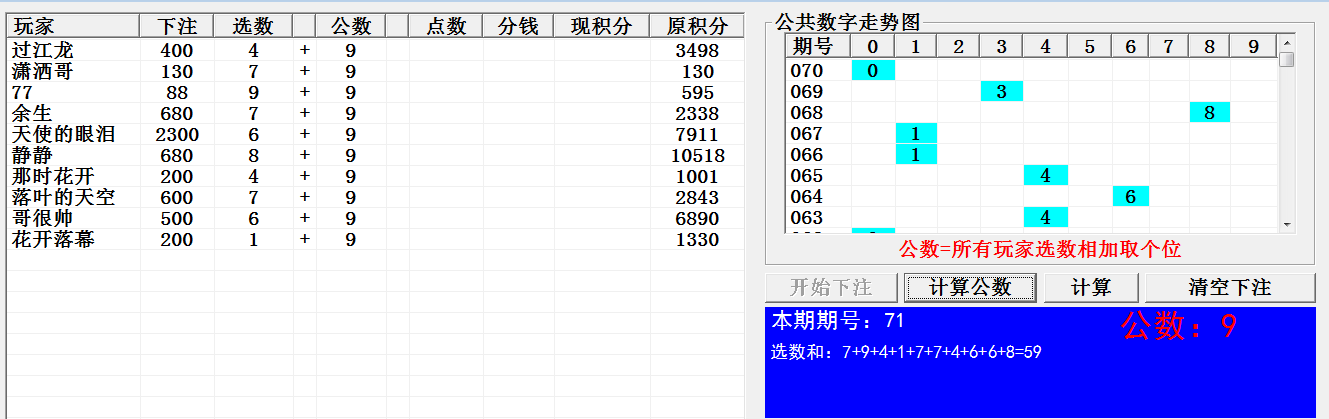 玩家 下注 选数 公数 点数 分钱 现积分 原积分
过江龙 400 4 + 9 3498
潇洒哥 130 7 + 9 130
77 88 9 + 9 595
余生 680 7 + 9 2338
天使的眼泪 2300 6 + 9 7911
静静 680 8 + 9 10518
那时花开 200 4 + 9 1001
落叶的天空 600 7 + 9 2843
哥很帅 500 6 + 9 6890
花开落幕 200 1 + 9 1330
公共数字走势图
期号 0 1 2 3 4 5 6 7 8 9
070 0
069 3
068 8
067 1
066 1
065 4
064 6
063 4
公数=所有玩家选数相加取个位
开始下注 计算公数 计算 清空下注
本期期号：71 公数：9
选数和：7+9+4+1+7+7+4+6+6+8=59